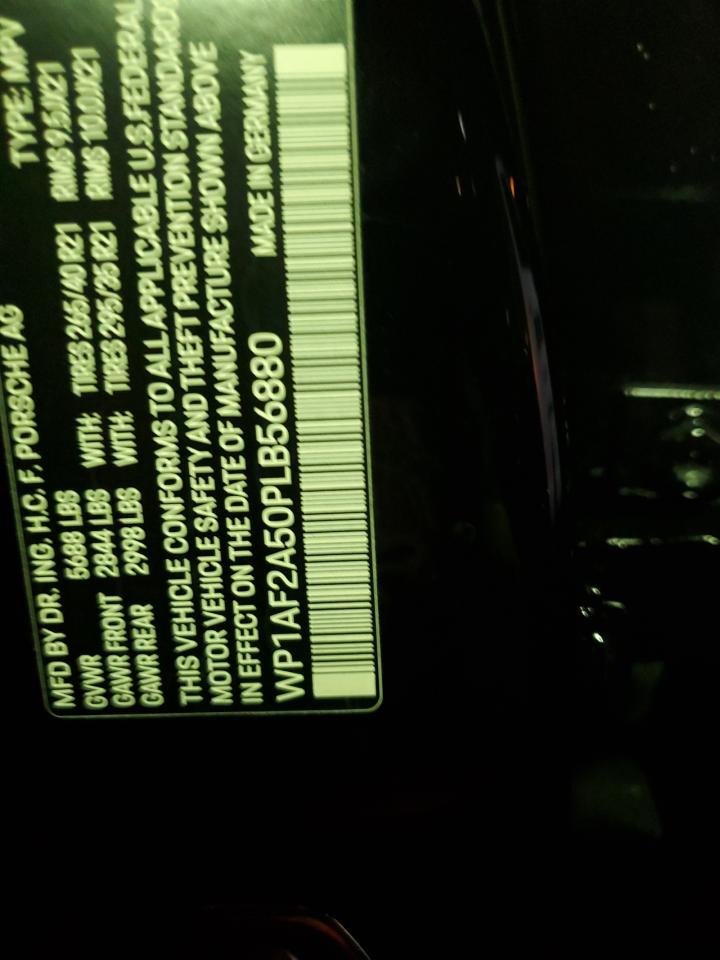 MFD BY DR. ING. H.C. F. PORSCHE AG TYPE: MPV
GVWR 5688 LBS
GAWR FRONT 2844 LBS WITH: TIRES 265/40 R21 RIMS 9.5JX21
GAWR REAR 2998 LBS WITH: TIRES 295/35 R21 RIMS 10.0JX21
THIS VEHICLE CONFORMS TO ALL APPLICABLE U.S. FEDERAL
MOTOR VEHICLE SAFETY AND THEFT PREVENTION STANDARDS
IN EFFECT ON THE DATE OF MANUFACTURE SHOWN ABOVE
WP1AF2A50PLB56880 MADE IN GERMANY